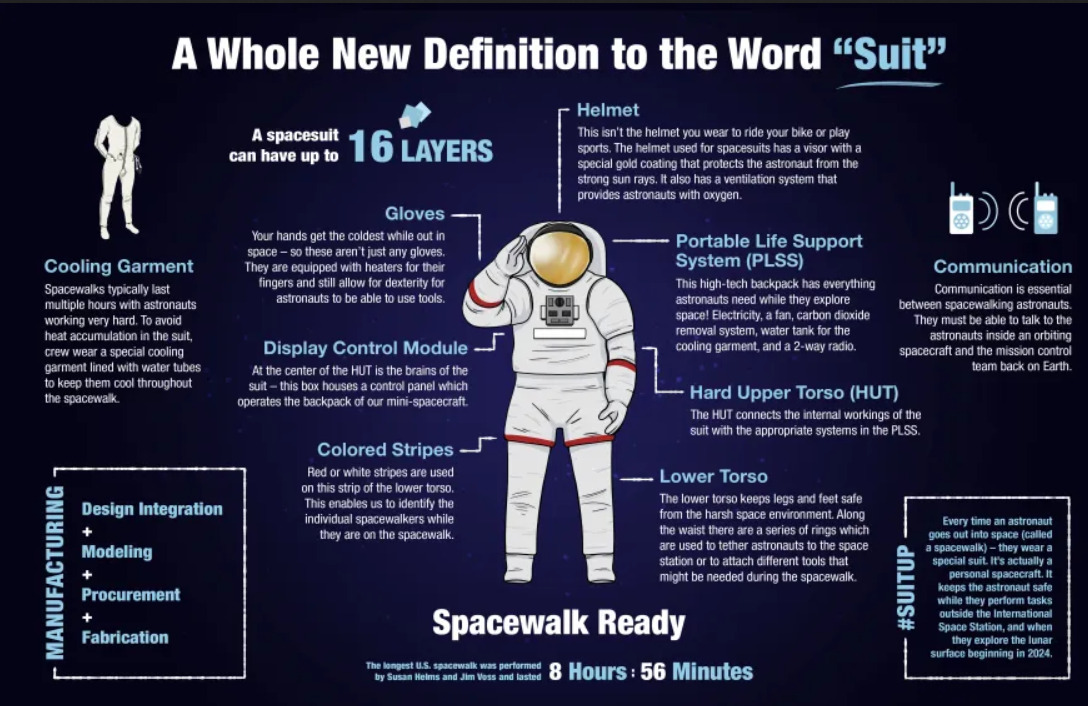 A Whole New Definition to the Word “Suit”
A spacesuit
can have up to
16 LAYERS
Helmet
This isn't the helmet you wear to ride your bike or play
sports. The helmet used for spacesuits has a visor with a
special gold coating that protects the astronaut from the
strong sun rays. It also has a ventilation system that
provides astronauts with oxygen.
Gloves
Your hands get the coldest while out in
space – so these aren't just any gloves.
They are equipped with heaters for their
fingers and still allow for dexterity for
astronauts to be able to use tools.
Portable Life Support
System (PLSS)
This high-tech backpack has everything
astronauts need while they explore
space! Electricity, a fan, carbon dioxide
removal system, water tank for the
cooling garment, and a 2-way radio.
Cooling Garment
Spacewalks typically last
multiple hours with astronauts
working very hard. To avoid
heat accumulation in the suit,
crew wear a special cooling
garment lined with water tubes
to keep them cool throughout
the spacewalk.
Communication
Communication is essential
between spacewalking astronauts.
They must be able to talk to the
astronauts inside an orbiting
spacecraft and the mission control
team back on Earth.
Display Control Module
At the center of the HUT is the brains of the
suit – this box houses a control panel which
operates the backpack of our mini-spacecraft.
Hard Upper Torso (HUT)
The HUT connects the internal workings of the
suit with the appropriate systems in the PLSS.
Colored Stripes
Red or white stripes are used
on this strip of the lower torso.
This enables us to identify the
individual spacewalkers while
they are on the spacewalk.
Lower Torso
The lower torso keeps legs and feet safe
from the harsh space environment. Along
the waist there are a series of rings which
are used to tether astronauts to the space
station or to attach different tools that
might be needed during the spacewalk.
MANUFACTURING
Design Integration
+
Modeling
+
Procurement
+
Fabrication
#SUITUP
Every time an astronaut
goes out into space (called
a spacewalk) – they wear a
special suit. It's actually a
personal spacecraft. It
keeps the astronaut safe
while they perform tasks
outside the International
Space Station, and when
they explore the lunar
surface beginning in 2024.
Spacewalk Ready
The longest U.S. spacewalk was performed
by Susan Helms and Jim Voss and lasted
8 Hours : 56 Minutes